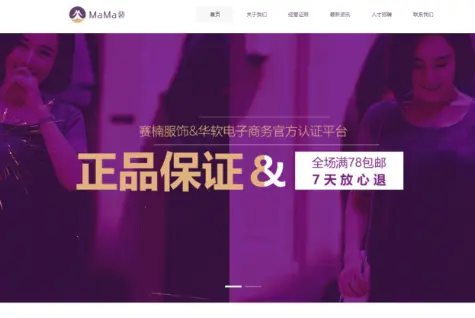 MaMa装
首页 关于我们 经营证照 最新资讯 人才招聘 联系我们
赛楠服饰&华软电子商务官方认证平台
正品保证&
全场满78包邮
7天放心退